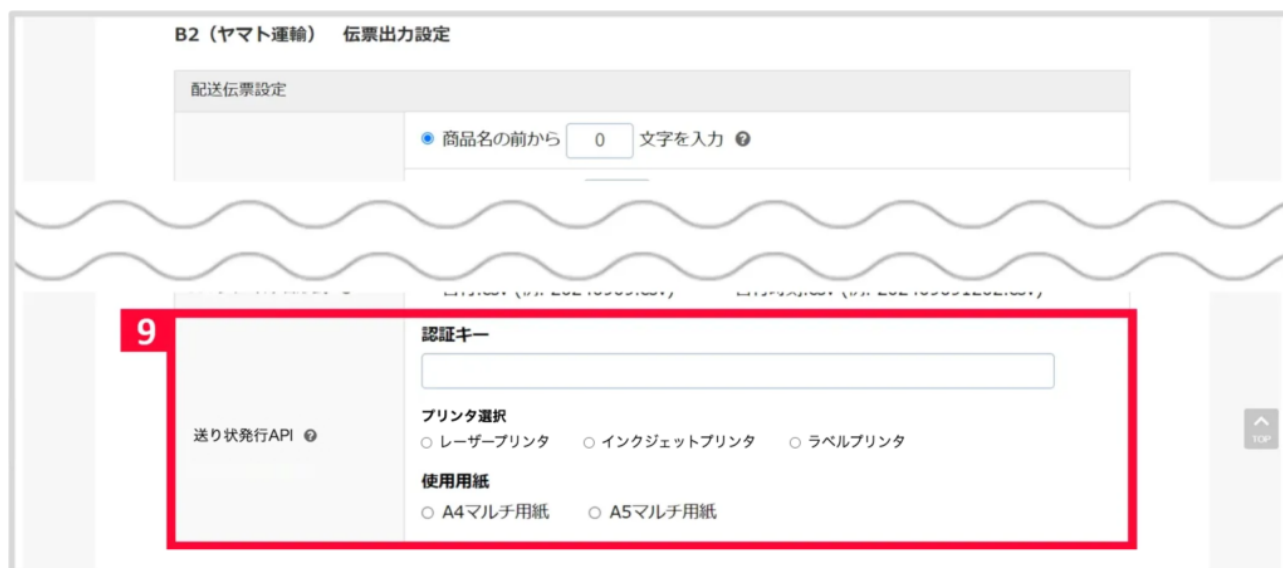 B2（ヤマト運輸）　伝票出力設定
配送伝票設定
商品名の前から 0 文字を入力 ?
9
認証キー
送り状発行API ?
プリンタ選択
レーザープリンタ インクジェットプリンタ ラベルプリンタ
使用用紙
A4マルチ用紙 A5マルチ用紙
TOP